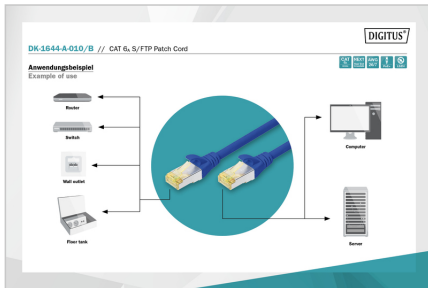 DIGITUS®
DK-1644-A-010/B // CAT 6A S/FTP Patch Cord
Anwendungsbeispiel
Example of use
Router
Switch
Wall outlet
Floor tank
Computer
Server